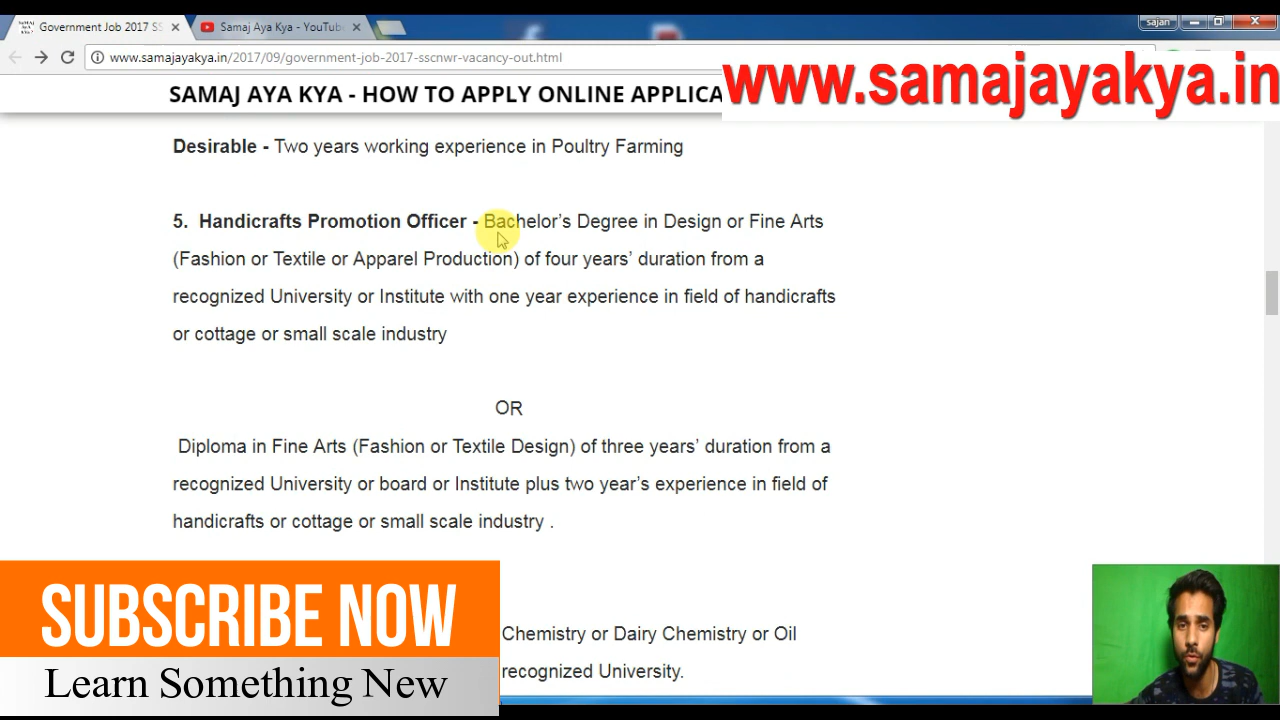 Government Job 2017 SS
Samaj Aya Kya - YouTub
sajan
www.samajayakya.in/2017/09/government-job-2017-sscnwr-vacancy-out.html
www.samajayakya.in
SAMAJ AYA KYA - HOW TO APPLY ONLINE APPLICA
Desirable - Two years working experience in Poultry Farming
5. Handicrafts Promotion Officer - Bachelor’s Degree in Design or Fine Arts
(Fashion or Textile or Apparel Production) of four years’ duration from a
recognized University or Institute with one year experience in field of handicrafts
or cottage or small scale industry
OR
Diploma in Fine Arts (Fashion or Textile Design) of three years’ duration from a
recognized University or board or Institute plus two year’s experience in field of
handicrafts or cottage or small scale industry .
Chemistry or Dairy Chemistry or Oil
recognized University.
SUBSCRIBE NOW
Learn Something New